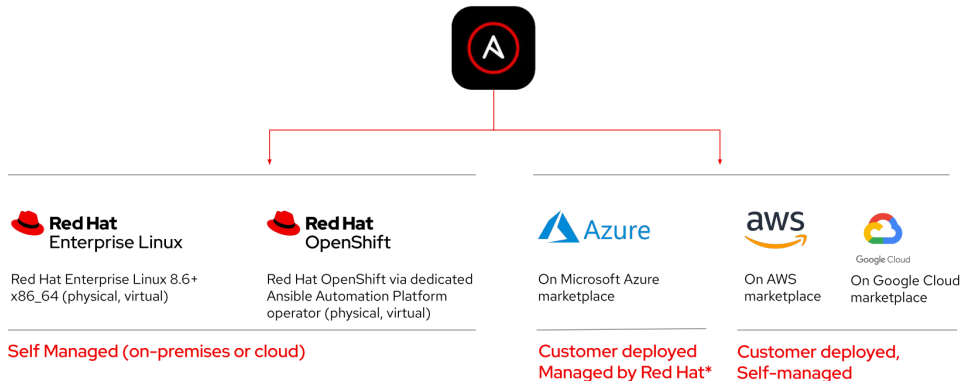 Red Hat
Enterprise Linux
Red Hat Enterprise Linux 8.6+
x86_64 (physical, virtual)
Red Hat
OpenShift
Red Hat OpenShift via dedicated
Ansible Automation Platform
operator (physical, virtual)
Self Managed (on-premises or cloud)
Azure
On Microsoft Azure
marketplace
Customer deployed
Managed by Red Hat*
aws
On AWS
marketplace
Google Cloud
On Google Cloud
marketplace
Customer deployed,
Self-managed